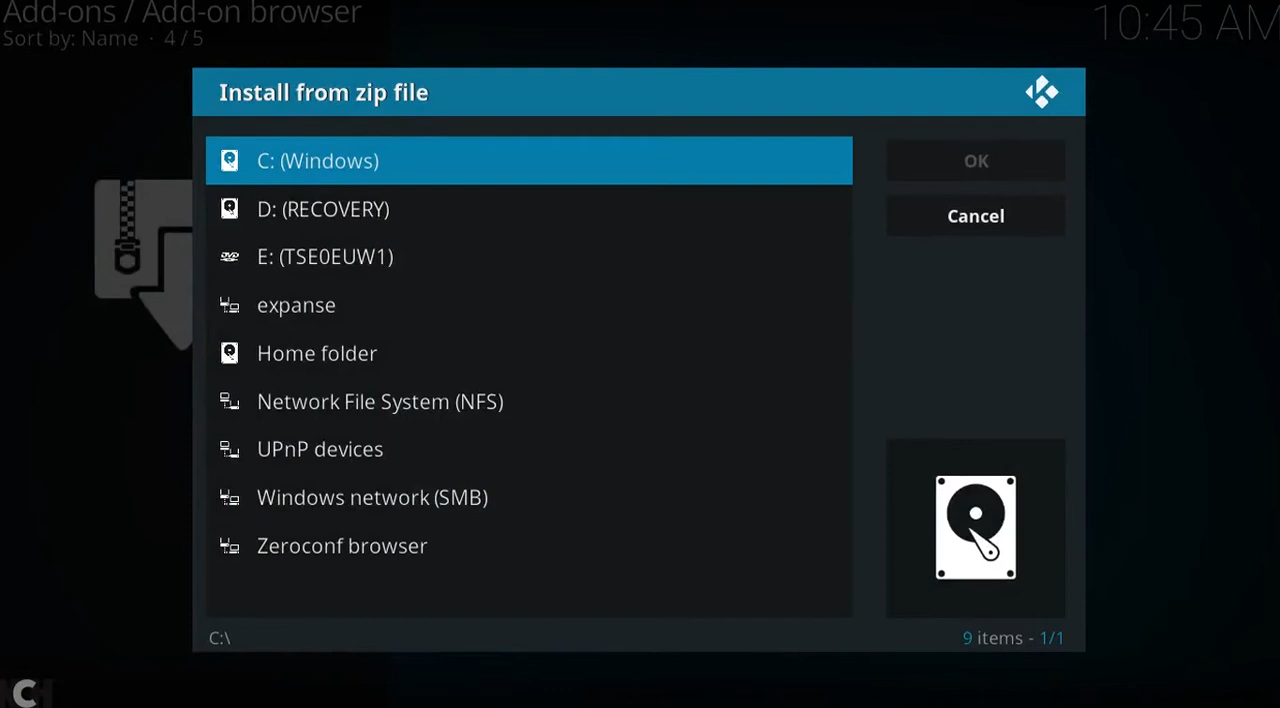 Add-ons / Add-on browser
Sort by: Name · 4 / 5
10:45 AM
Install from zip file
C: (Windows)
OK
D: (RECOVERY)
Cancel
E: (TSE0EUW1)
expanse
Home folder
Network File System (NFS)
UPnP devices
Windows network (SMB)
Zeroconf browser
C:\
9 items - 1/1